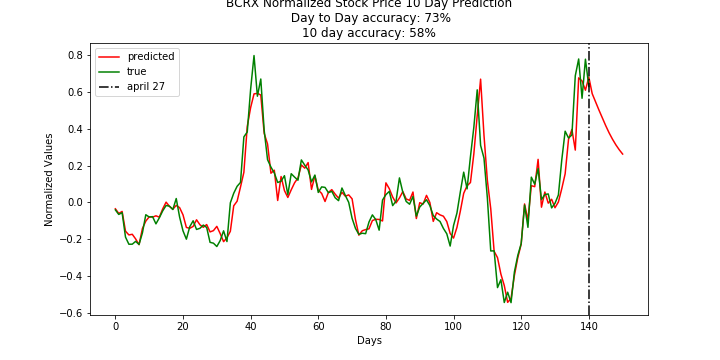 BCRX Normalized Stock Price 10 Day Prediction
Day to Day accuracy: 73%
10 day accuracy: 58%
predicted
true
april 27
Normalized Values
0.8
0.6
0.4
0.2
0.0
−0.2
−0.4
−0.6
0
20
40
60
80
100
120
140
Days